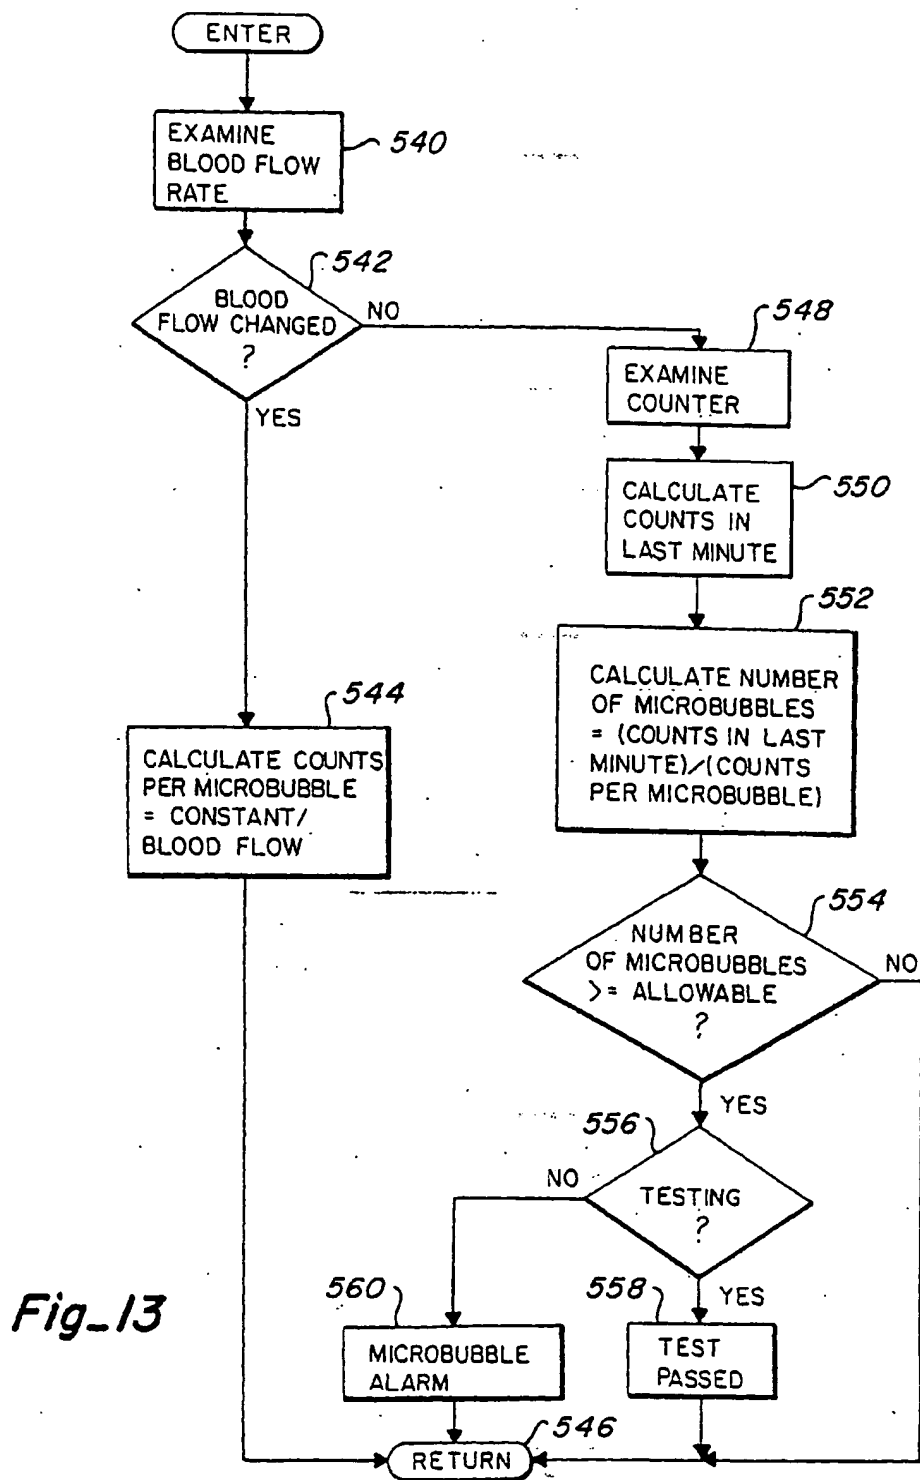 ENTER
EXAMINE
BLOOD FLOW
RATE
540
BLOOD
FLOW CHANGED
?
542
NO
YES
EXAMINE
COUNTER
548
CALCULATE
COUNTS IN
LAST MINUTE
550
CALCULATE NUMBER
OF MICROBUBBLES
= (COUNTS IN LAST
MINUTE)/(COUNTS
PER MICROBUBBLE)
552
CALCULATE COUNTS
PER MICROBUBBLE
= CONSTANT/
BLOOD FLOW
544
NUMBER
OF MICROBUBBLES
>= ALLOWABLE
?
554
NO
YES
TESTING
?
556
NO
YES
MICROBUBBLE
ALARM
560
TEST
PASSED
558
RETURN
546
Fig_13